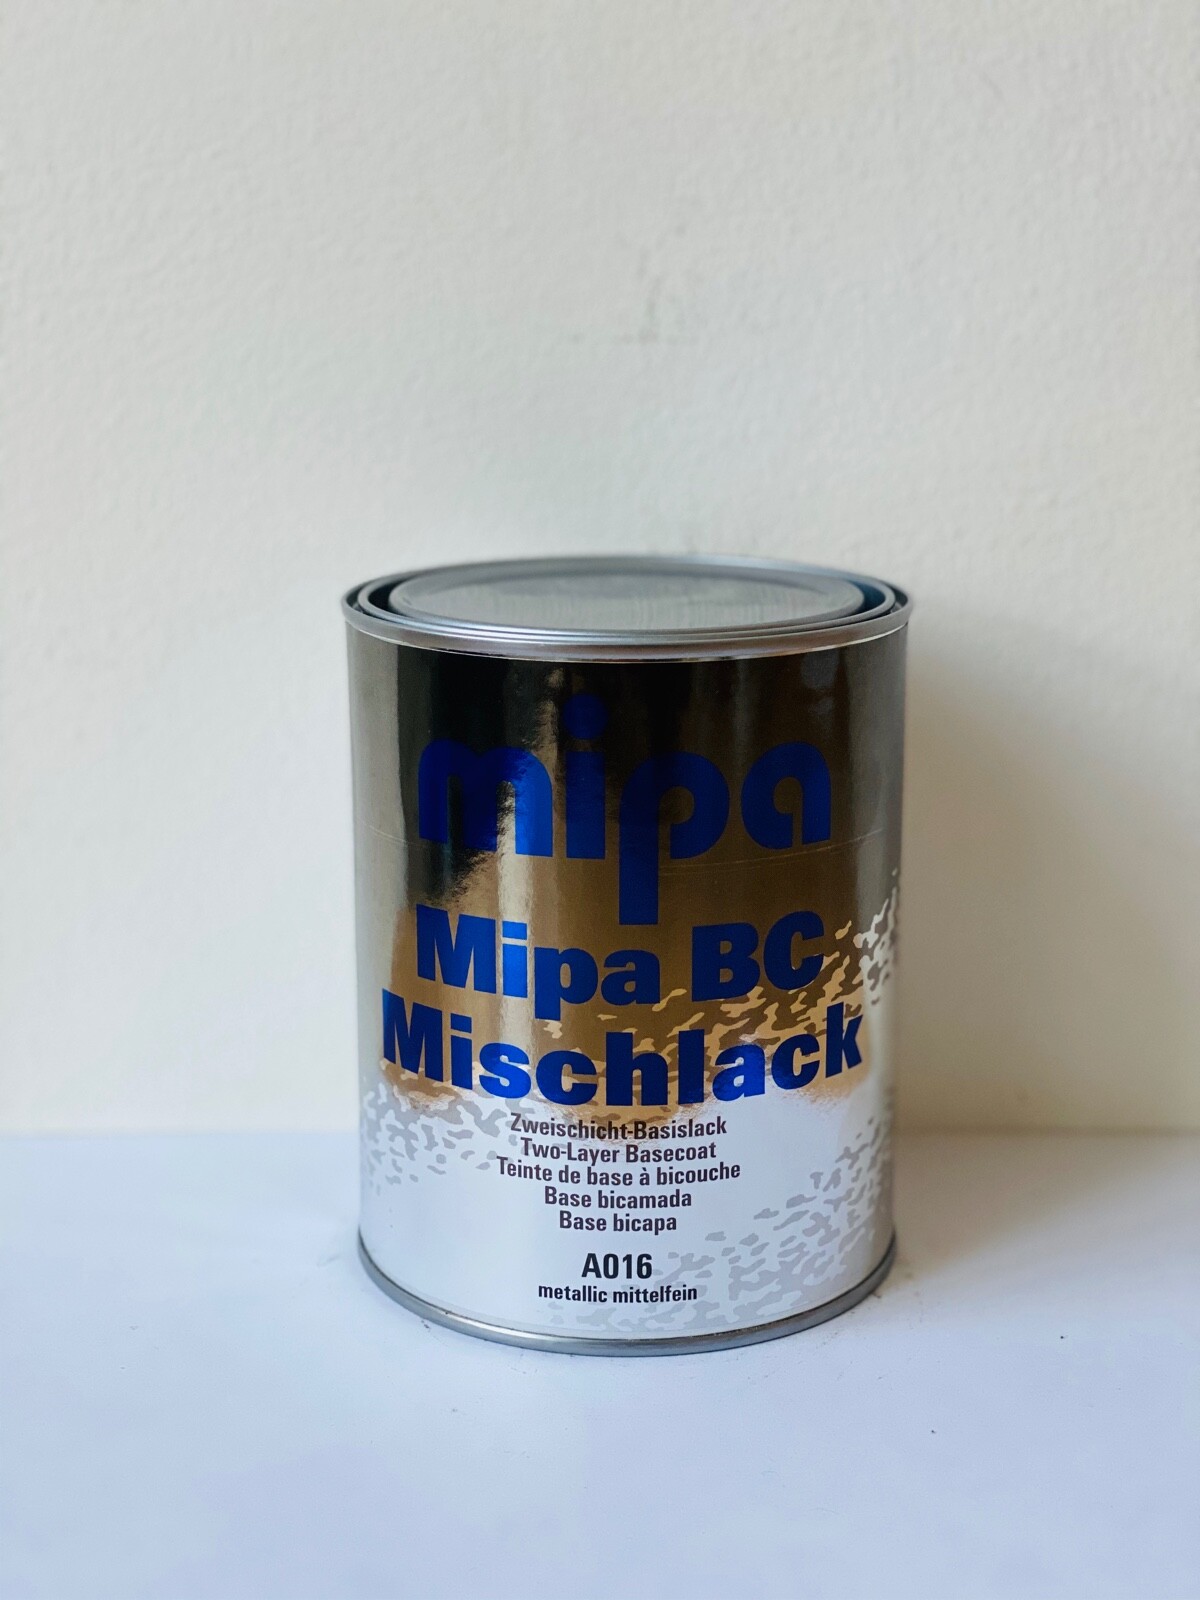 mipa
Mipa BC
Mischlack
Zweischicht-Basislack
Two-Layer Basecoat
Teinte de base à bicouche
Base bicamada
Base bicapa
A016
metallic mittelfein